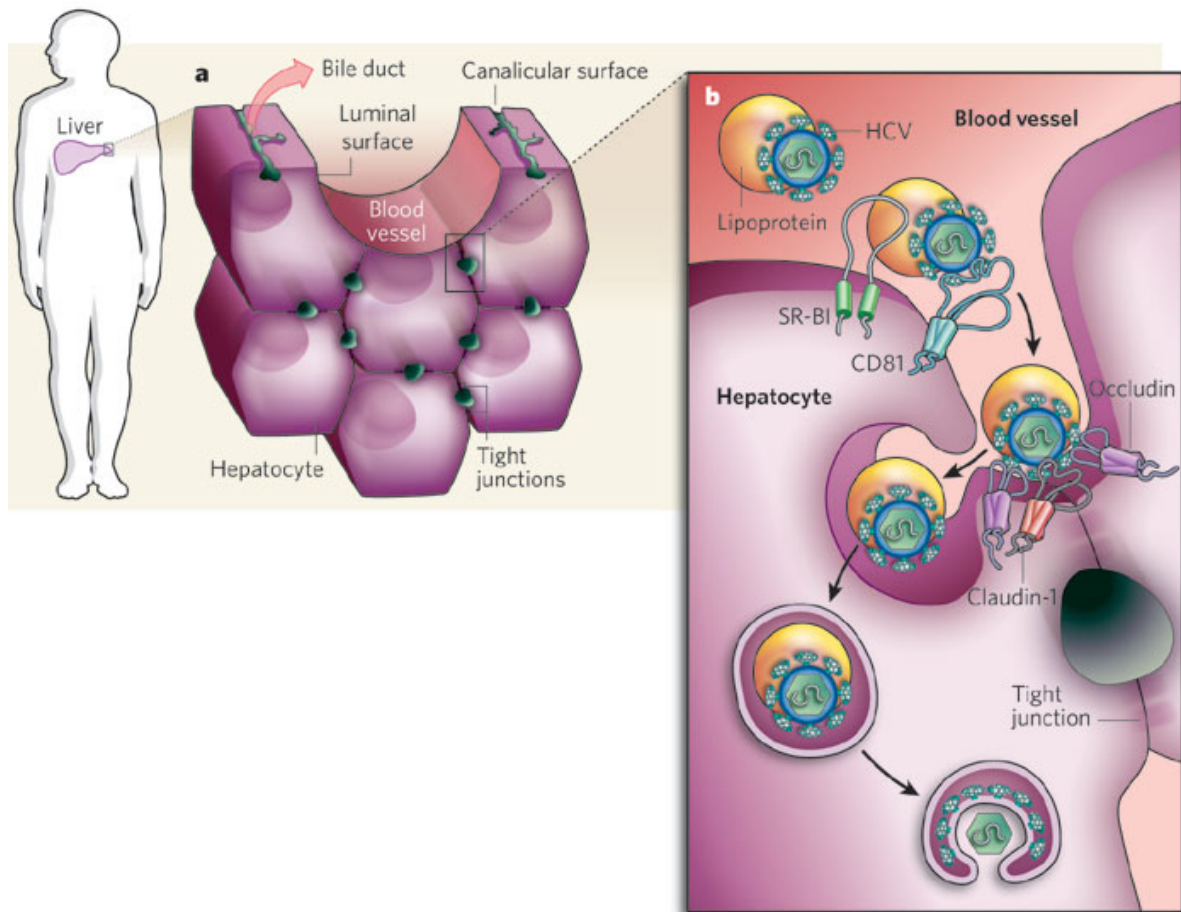 a
Bile duct
Canalicular surface
Liver
Luminal
surface
Blood
vessel
Hepatocyte
Tight
junctions
b
HCV
Blood vessel
Lipoprotein
SR-BI
CD81
Occludin
Hepatocyte
Claudin-1
Tight
junction